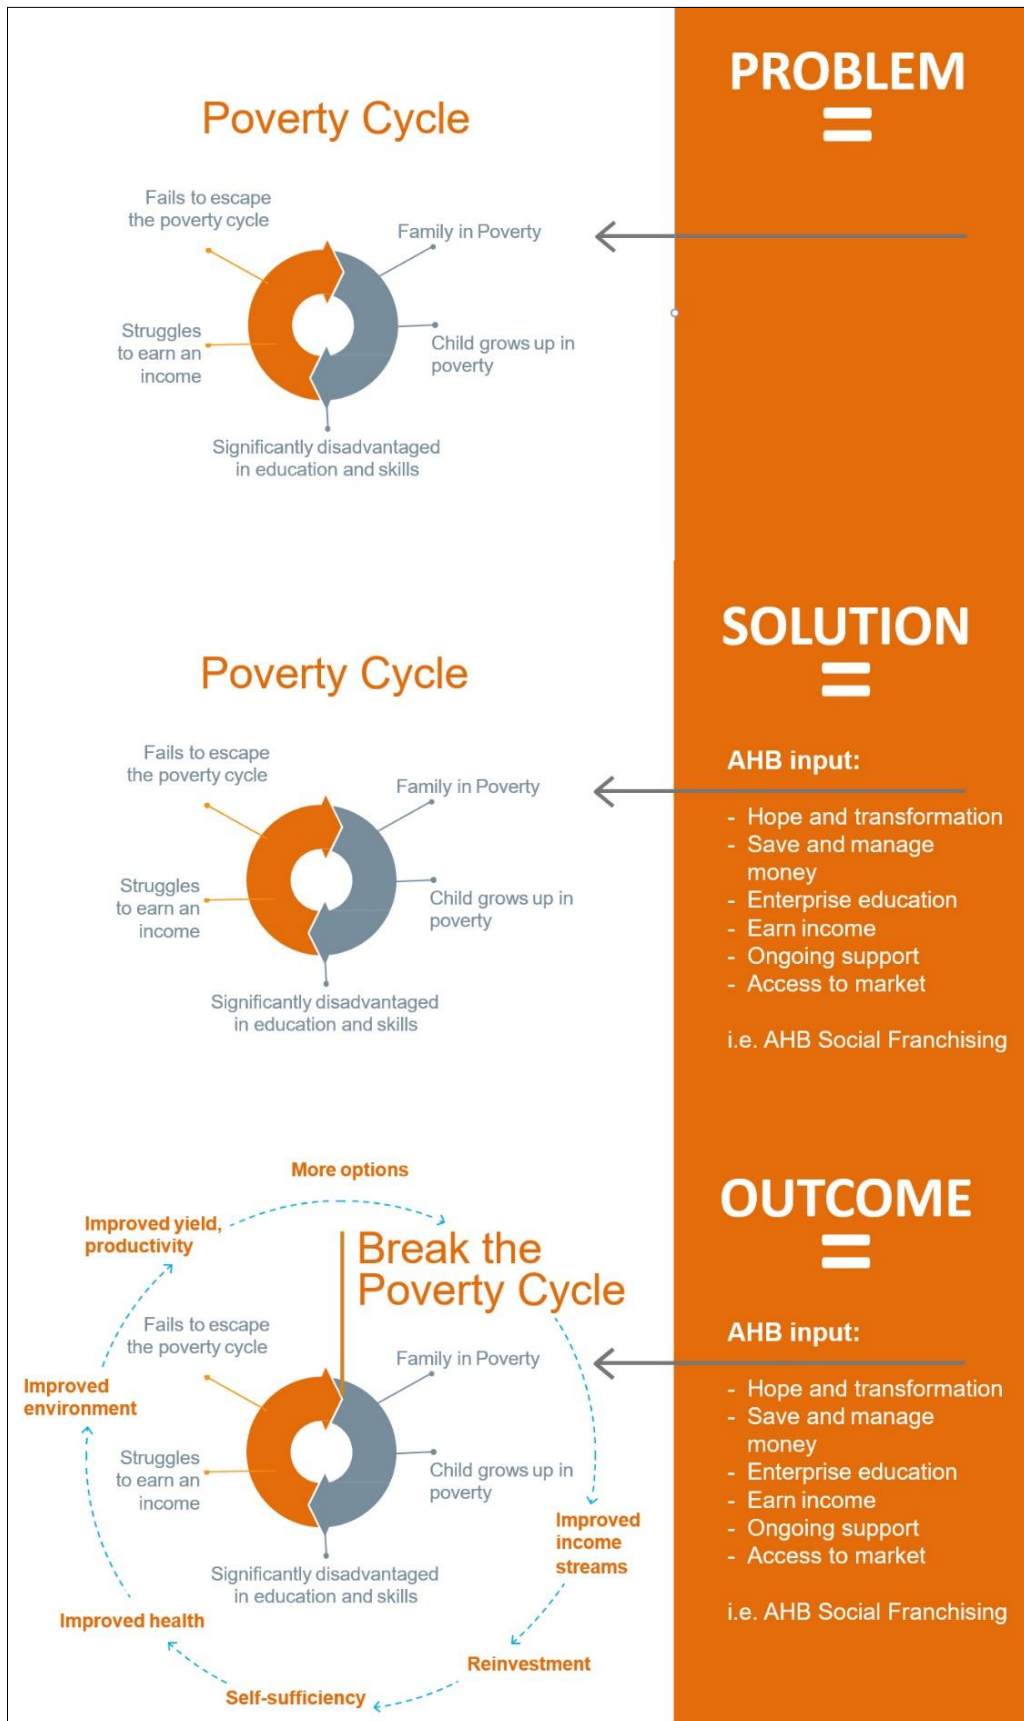 PROBLEM
=
Poverty Cycle
Fails to escape
the poverty cycle
Family in Poverty
Struggles
to earn an
income
Child grows up in
poverty
Significantly disadvantaged
in education and skills
SOLUTION
=
Poverty Cycle
AHB input:
Fails to escape
the poverty cycle
Family in Poverty
- Hope and transformation
- Save and manage
money
- Enterprise education
- Earn income
- Ongoing support
- Access to market
Struggles
to earn an
income
Child grows up in
poverty
Significantly disadvantaged
in education and skills
i.e. AHB Social Franchising
More options
OUTCOME
=
Improved yield,
productivity
Break the
Poverty Cycle
Fails to escape
the poverty cycle
Family in Poverty
AHB input:
- Hope and transformation
- Save and manage
money
- Enterprise education
- Earn income
- Ongoing support
- Access to market
Improved
environment
Struggles
to earn an
income
Child grows up in
poverty
Improved
income
streams
Significantly disadvantaged
in education and skills
i.e. AHB Social Franchising
Improved health
Reinvestment
Self-sufficiency